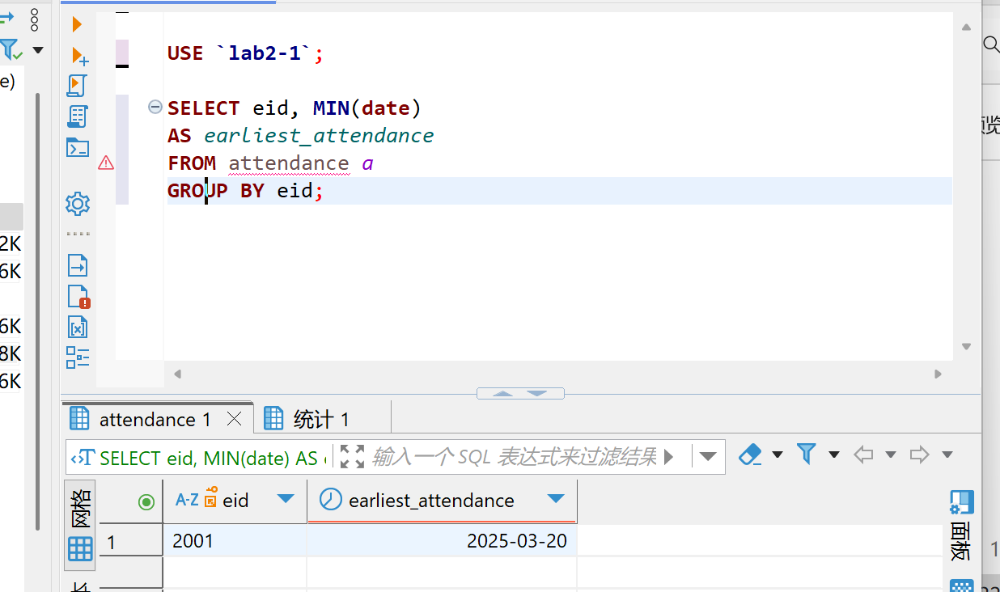 e)
2K
6K
6K
8K
6K
USE `lab2-1`;
SELECT eid, MIN(date)
AS earliest_attendance
FROM attendance a
GROUP BY eid;
attendance 1
统计 1
SELECT eid, MIN(date) AS
输入一个 SQL 表达式来过滤结果
网格
A-Z eid
earliest_attendance
1
2001
2025-03-20
面板
览
1